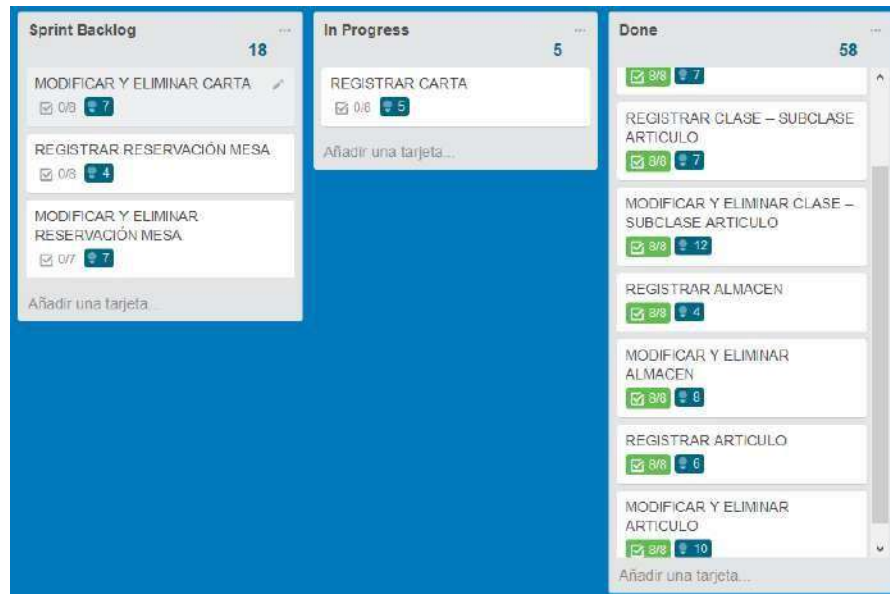 Sprint Backlog
18
MODIFICAR Y ELIMINAR CARTA
0/8 7
REGISTRAR RESERVACIÓN MESA
0/8 4
MODIFICAR Y ELIMINAR
RESERVACIÓN MESA
0/7 7
Añadir una tarjeta...
In Progress
5
REGISTRAR CARTA
0/8 5
Añadir una tarjeta...
Done
58
8/8 7
REGISTRAR CLASE – SUBCLASE
ARTICULO
8/8 7
MODIFICAR Y ELIMINAR CLASE –
SUBCLASE ARTICULO
8/8 12
REGISTRAR ALMACEN
8/8 4
MODIFICAR Y ELIMINAR
ALMACEN
8/8 8
REGISTRAR ARTICULO
8/8 6
MODIFICAR Y ELIMINAR
ARTICULO
8/8 10
Añadir una tarjeta...